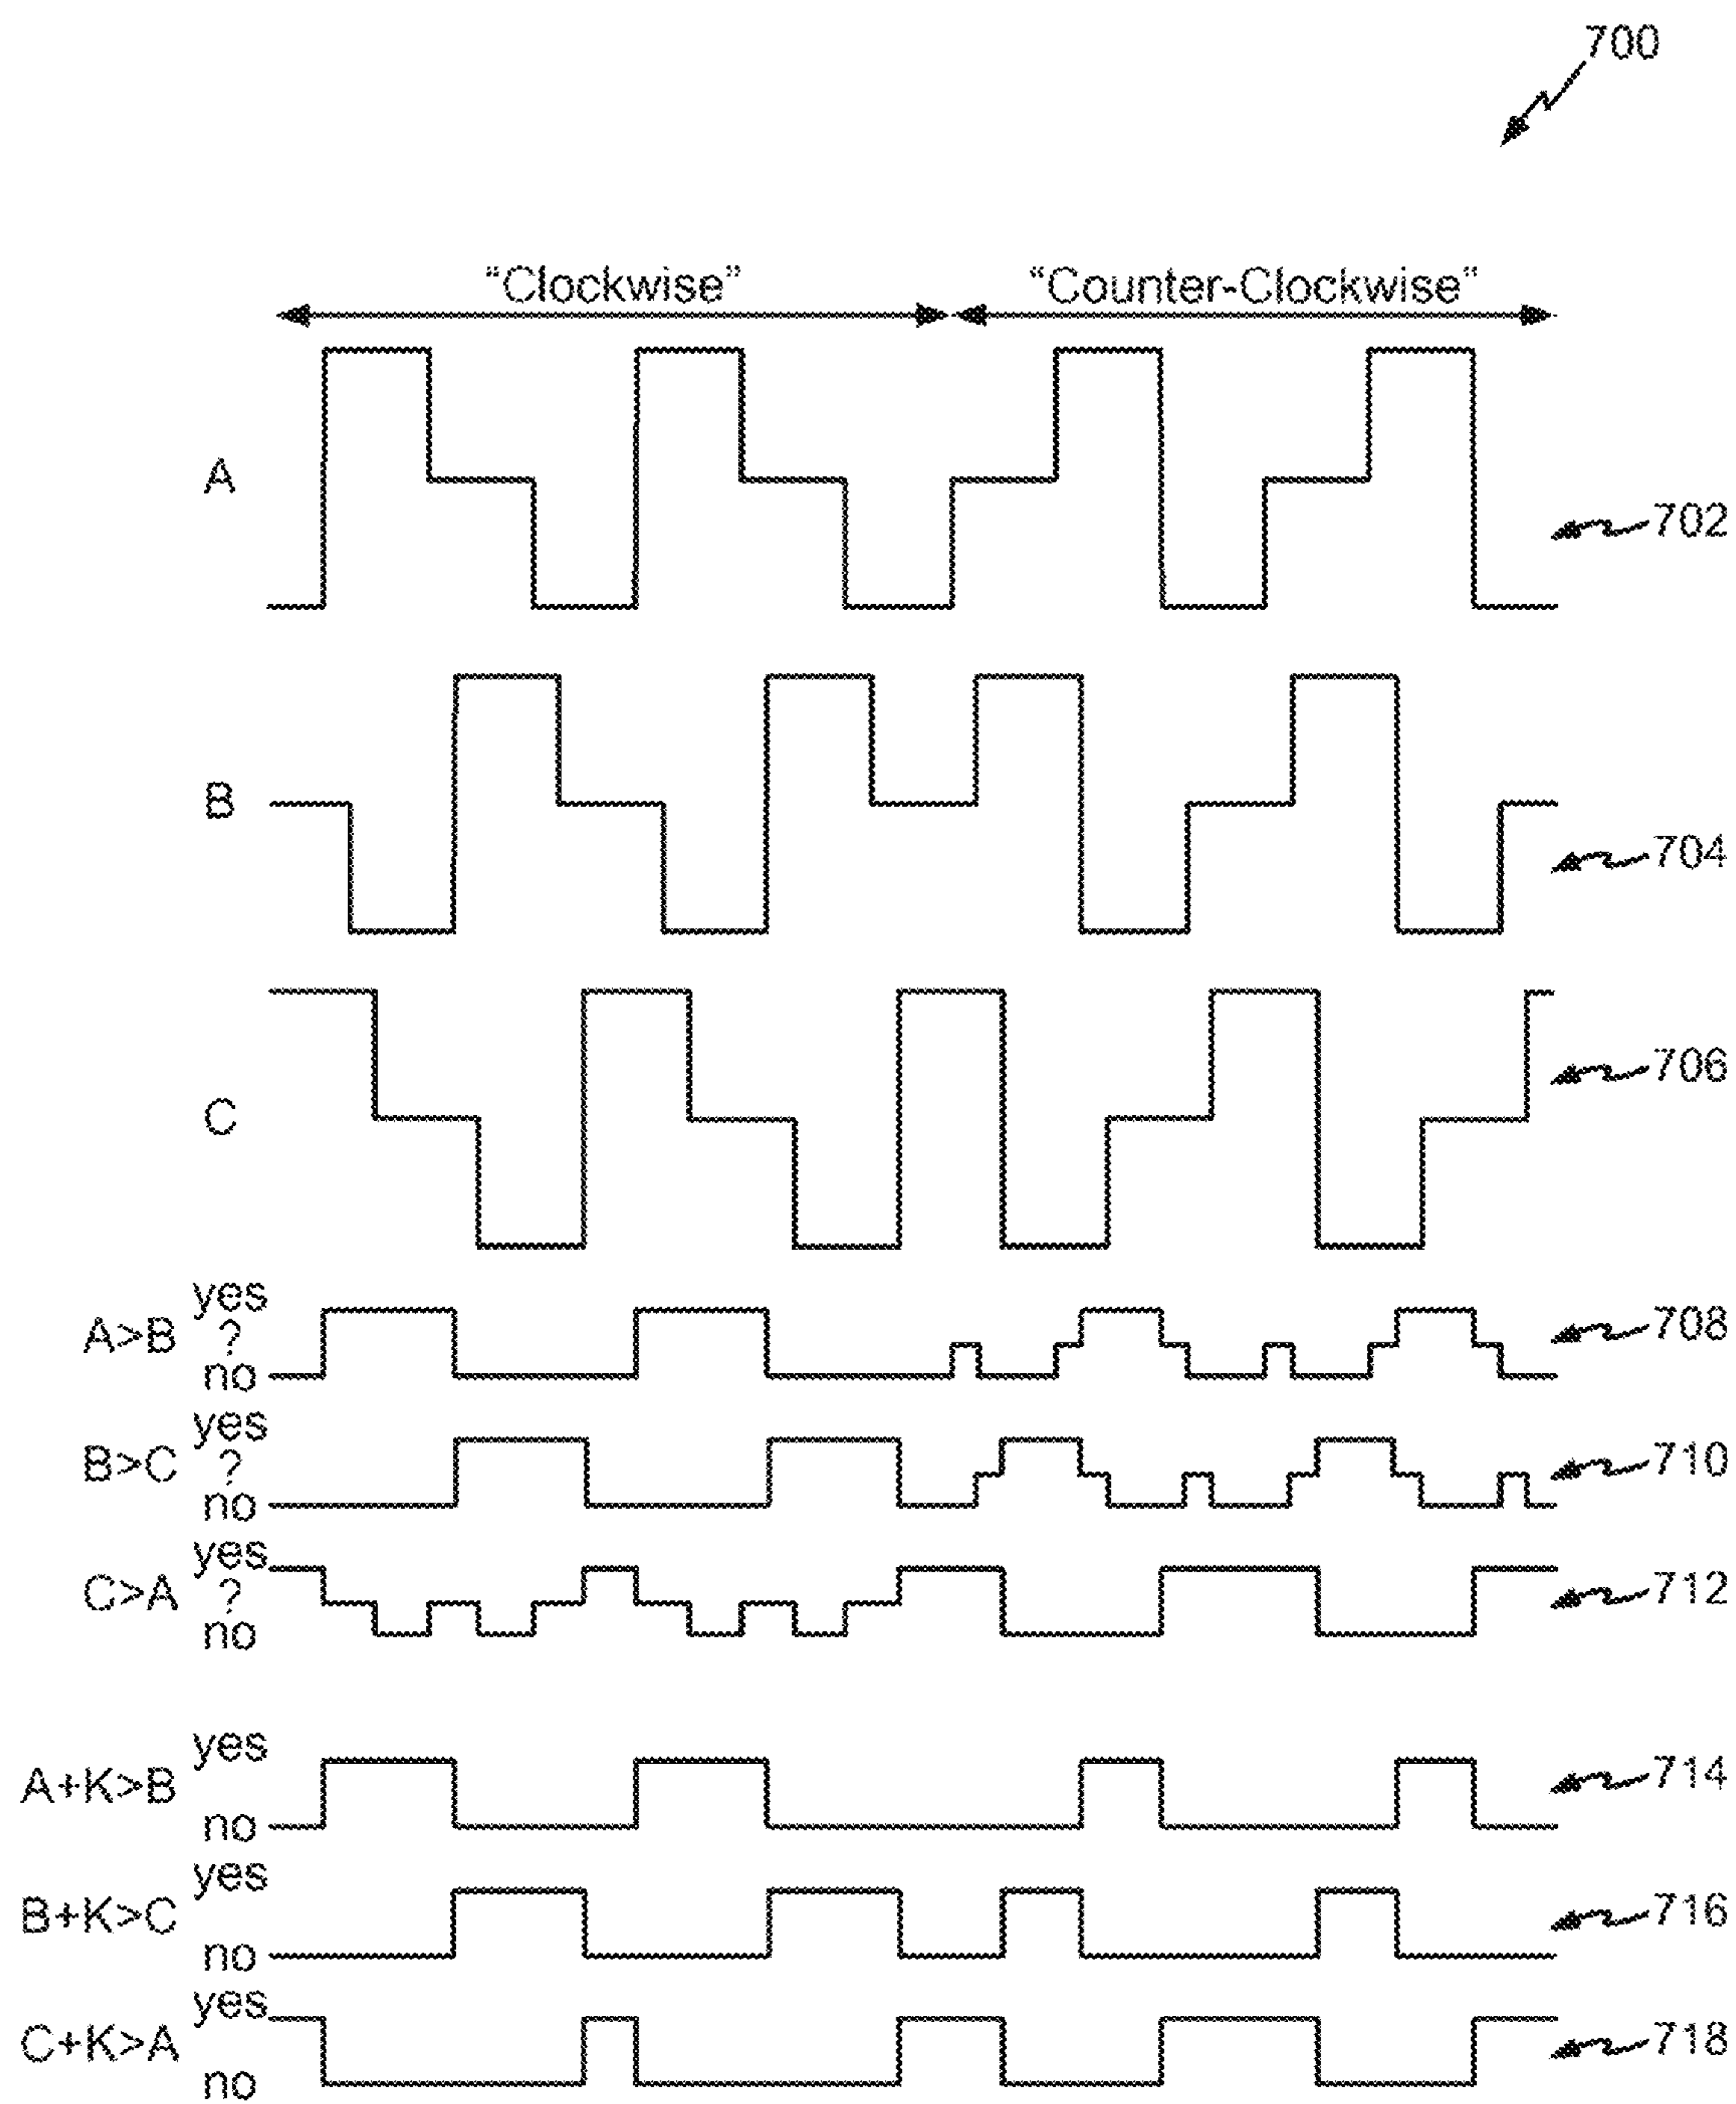 700
“Clockwise” “Counter-Clockwise”
A
702
B
704
C
706
A>B yes ? no 708
B>C yes ? no 710
C>A yes ? no 712
A+K>B yes no 714
B+K>C yes no 716
C+K>A yes no 718